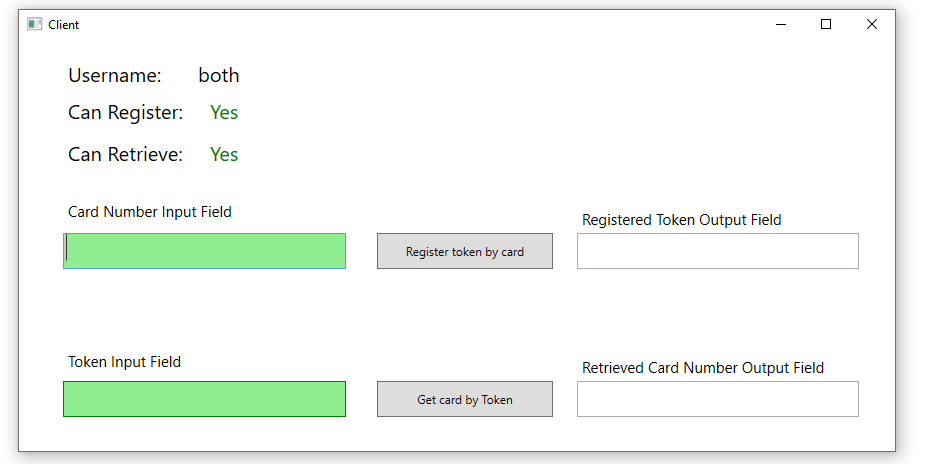 Client
Username: both
Can Register: Yes
Can Retrieve: Yes
Card Number Input Field
Registered Token Output Field
Register token by card
Token Input Field
Retrieved Card Number Output Field
Get card by Token